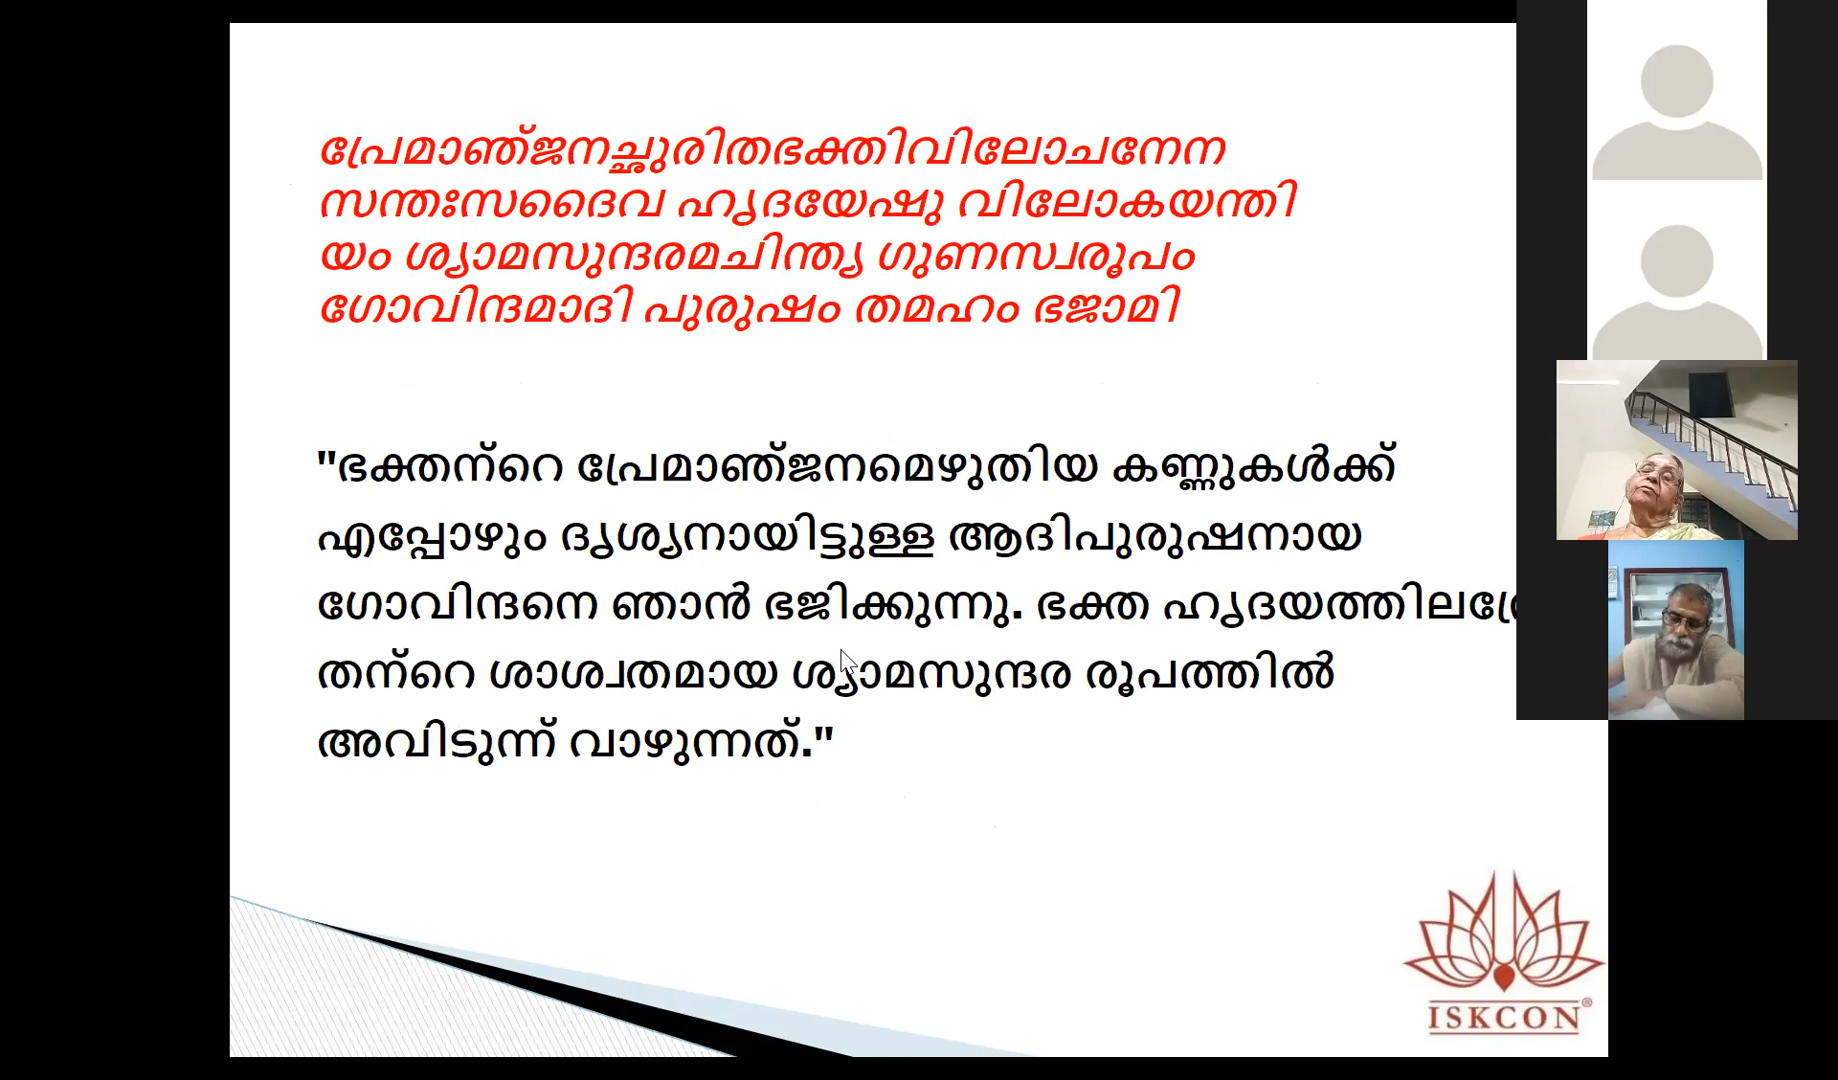 പ്രേമാഞ്ജനച്ഛുരിതഭക്തിവിലോചനേന
സന്തഃസദൈവ ഹൃദയേഷു വിലോകയന്തി
യം ശ്യാമസുന്ദരമചിന്ത്യ ഗുണസ്വരൂപം
ഗോവിന്ദമാദി പുരുഷം തമഹം ഭജാമി
"ഭക്തന്റെ പ്രേമാഞ്ജനമെഴുതിയ കണ്ണുകൾക്ക്
എപ്പോഴും ദൃശ്യനായിട്ടുള്ള ആദിപുരുഷനായ
ഗോവിന്ദനെ ഞാൻ ഭജിക്കുന്നു. ഭക്ത
തന്റെ ശാശ്വതമായ ശ്യാമസുന്ദര രൂപത്തിൽ
അവിടുന്ന് വാഴുന്നത്."
ISKCON®